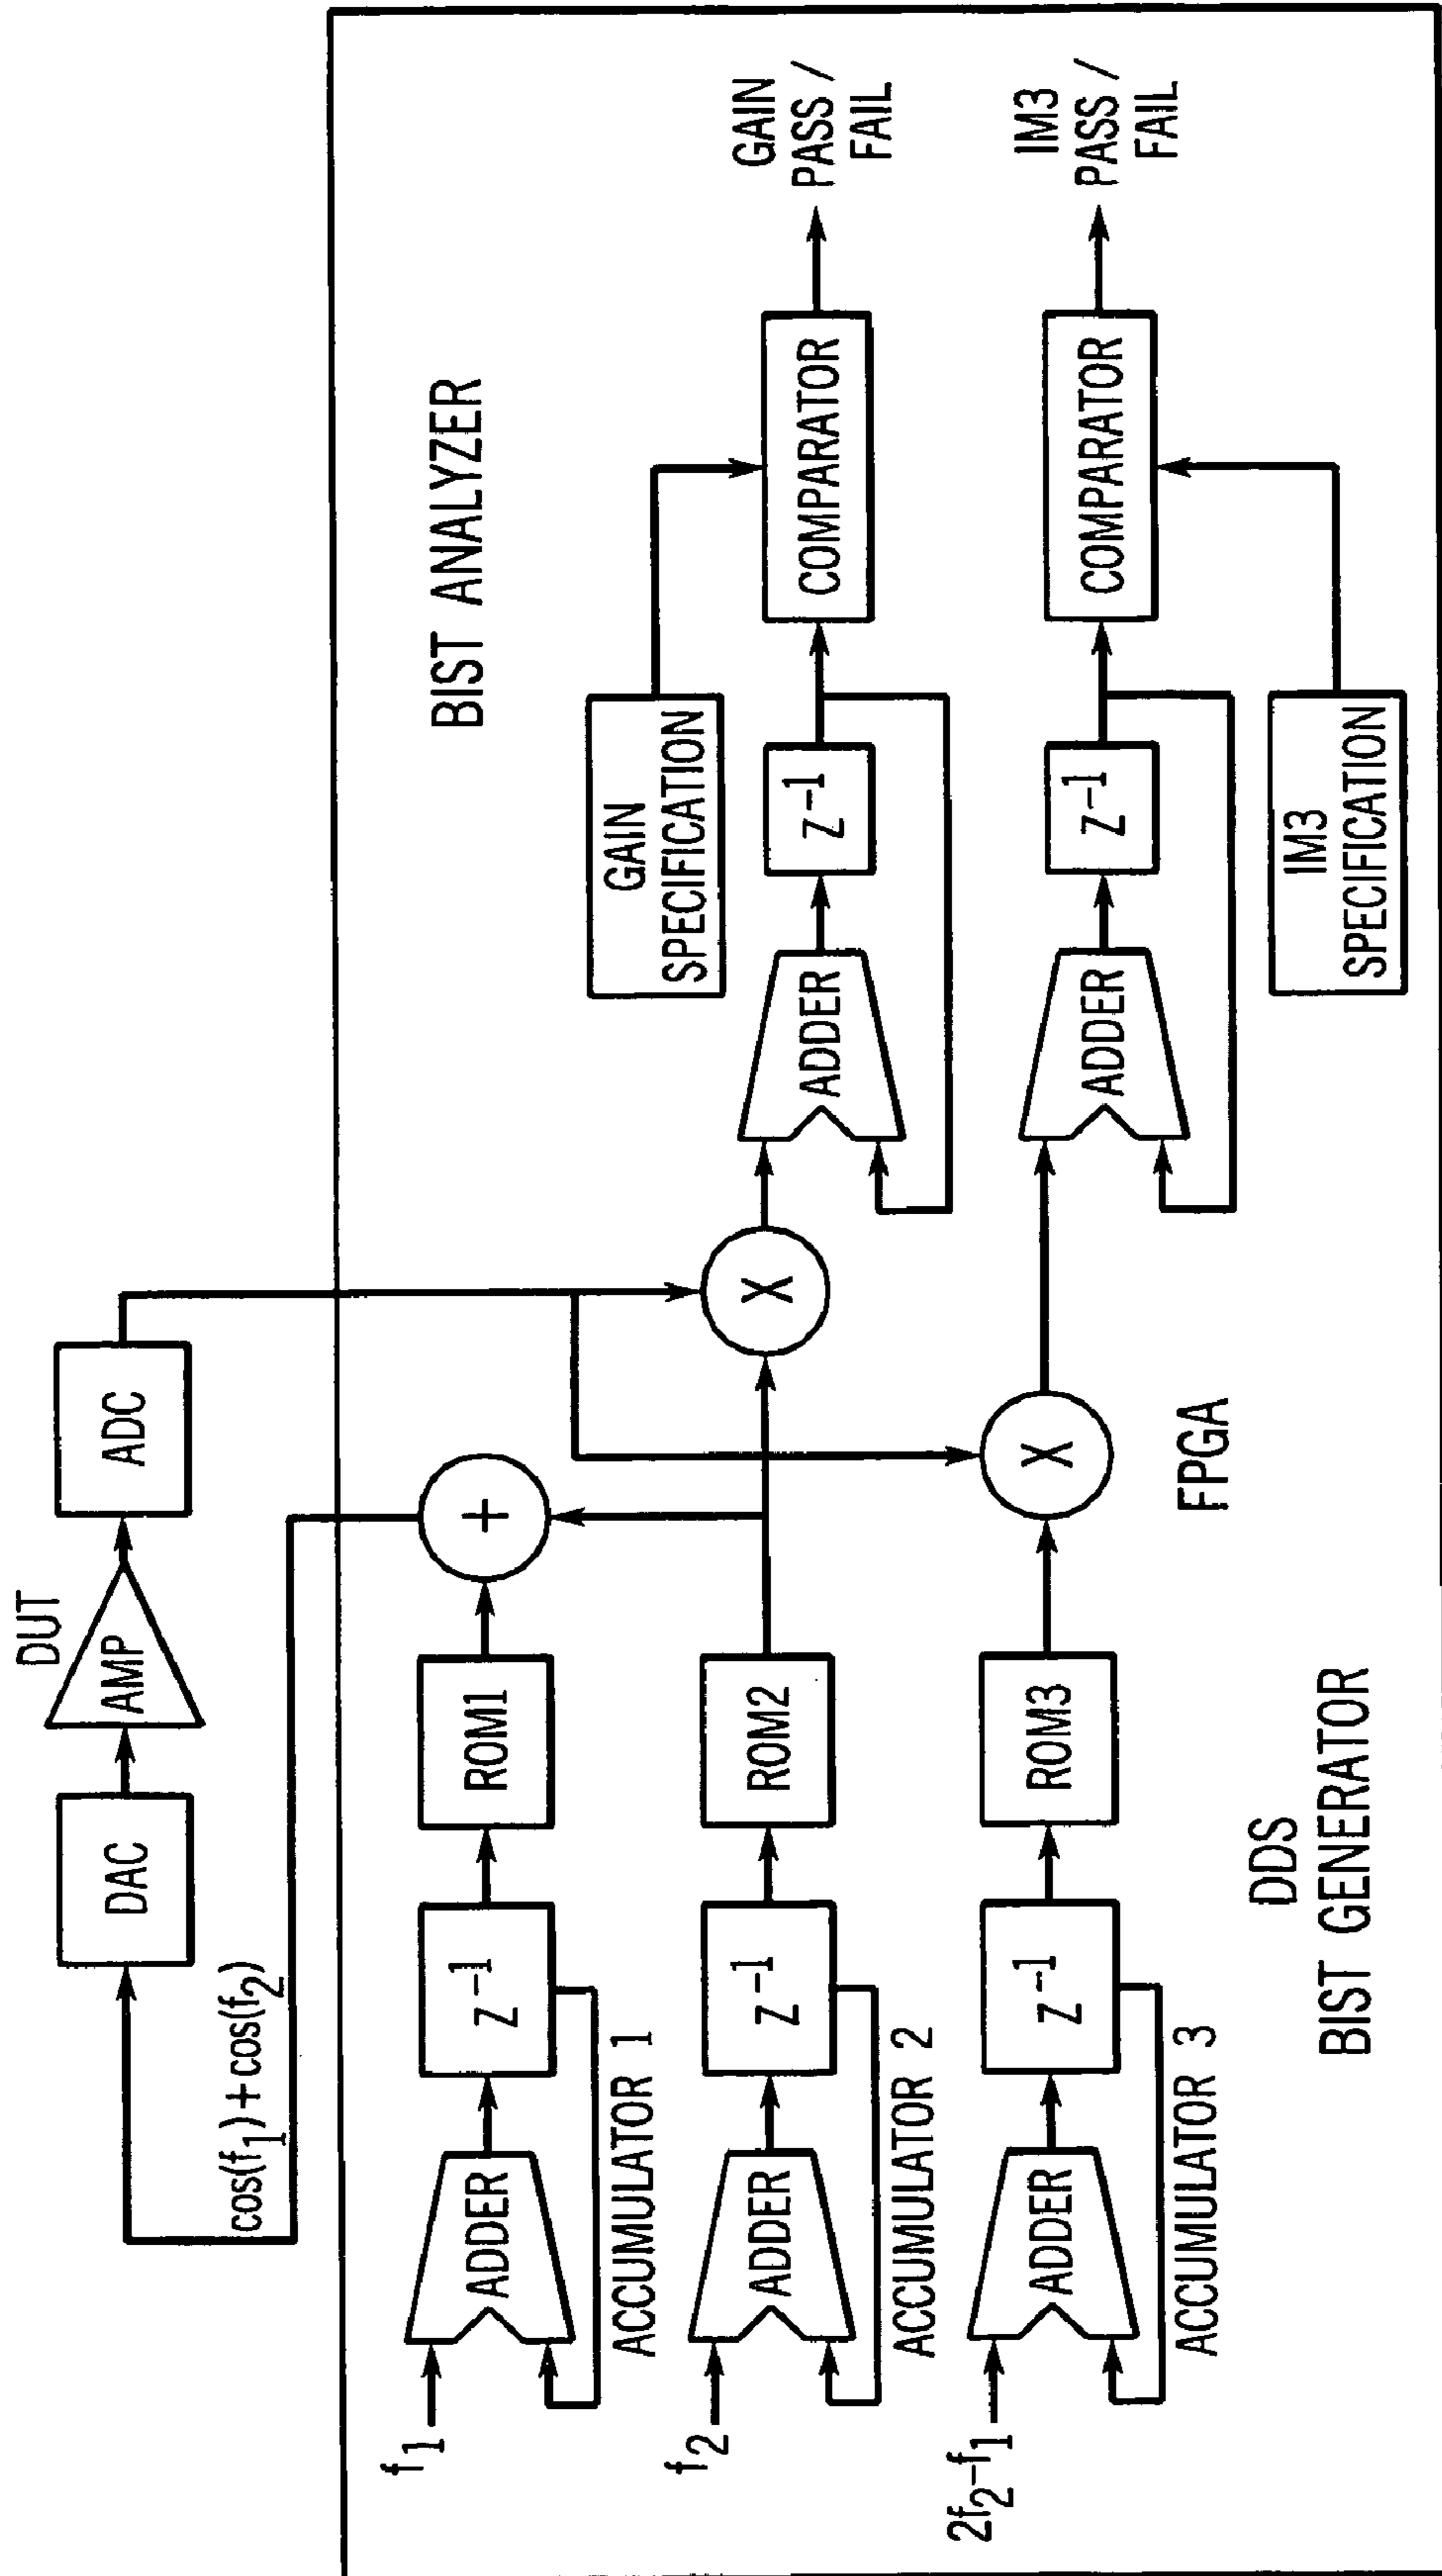 DUT
DAC
AMP
ADC
cos(f₁)+cos(f₂)
BIST ANALYZER
f₁
ADDER
Z⁻¹
ACCUMULATOR 1
ROM1
+
GAIN
SPECIFICATION
f₂
ADDER
Z⁻¹
ACCUMULATOR 2
ROM2
X
ADDER
Z⁻¹
COMPARATOR
GAIN
PASS /
FAIL
2f₂-f₁
ADDER
Z⁻¹
ACCUMULATOR 3
ROM3
X
ADDER
Z⁻¹
COMPARATOR
IM3
PASS /
FAIL
FPGA
IM3
SPECIFICATION
DDS
BIST GENERATOR